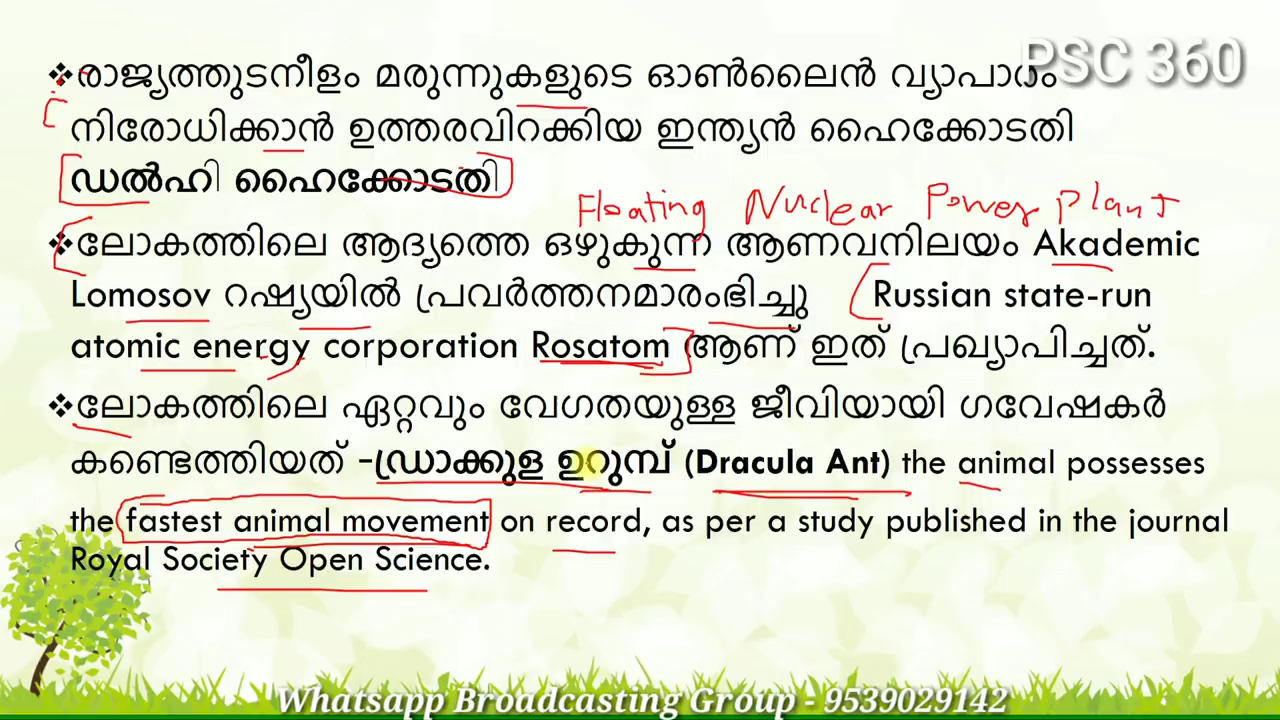 PSC 360
❖രാജ്യത്തുടനീളം മരുന്നുകളുടെ ഓൺലൈൻ വ്യാപാരം
നിരോധിക്കാൻ ഉത്തരവിറക്കിയ ഇന്ത്യൻ ഹൈക്കോടതി
ഡൽഹി ഹൈക്കോടതി
Floating Nuclear Power Plant
❖ലോകത്തിലെ ആദ്യത്തെ ഒഴുകുന്ന ആണവനിലയം Akademic
Lomosov റഷ്യയിൽ പ്രവർത്തനമാരംഭിച്ചു Russian state-run
atomic energy corporation Rosatom ആണ് ഇത് പ്രഖ്യാപിച്ചത്.
❖ലോകത്തിലെ ഏറ്റവും വേഗതയുള്ള ജീവിയായി ഗവേഷകർ
കണ്ടെത്തിയത് -ഡ്രാക്കുള ഉറുമ്പ് (Dracula Ant) the animal possesses
the fastest animal movement on record, as per a study published in the journal
Royal Society Open Science.
Whatsapp Broadcasting Group - 9539029142